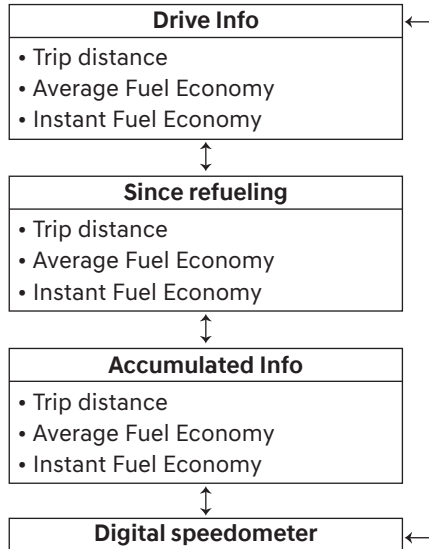 Drive Info
• Trip distance
• Average Fuel Economy
• Instant Fuel Economy
Since refueling
• Trip distance
• Average Fuel Economy
• Instant Fuel Economy
Accumulated Info
• Trip distance
• Average Fuel Economy
• Instant Fuel Economy
Digital speedometer